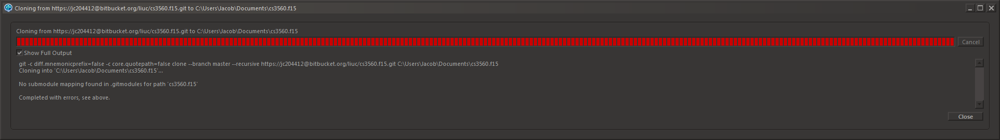 Cloning from https://jc204412@bitbucket.org/liuc/cs3560.f15.git to C:\Users\Jacob\Documents\cs3560.f15
Cloning from https://jc204412@bitbucket.org/liuc/cs3560.f15.git to C:\Users\Jacob\Documents\cs3560.f15
Cancel
Show Full Output
git -c diff.mnemonicprefix=false -c core.quotepath=false clone --branch master --recursive https://jc204412@bitbucket.org/liuc/cs3560.f15.git C:\Users\Jacob\Documents\cs3560.f15
Cloning into 'C:\Users\Jacob\Documents\cs3560.f15'...
No submodule mapping found in .gitmodules for path 'cs3560.f15'
Completed with errors, see above.
Close